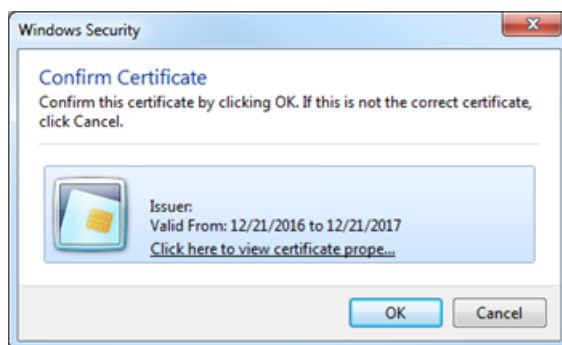 Windows Security
Confirm Certificate
Confirm this certificate by clicking OK. If this is not the correct certificate,
click Cancel.
Issuer:
Valid From: 12/21/2016 to 12/21/2017
Click here to view certificate prope...
OK
Cancel